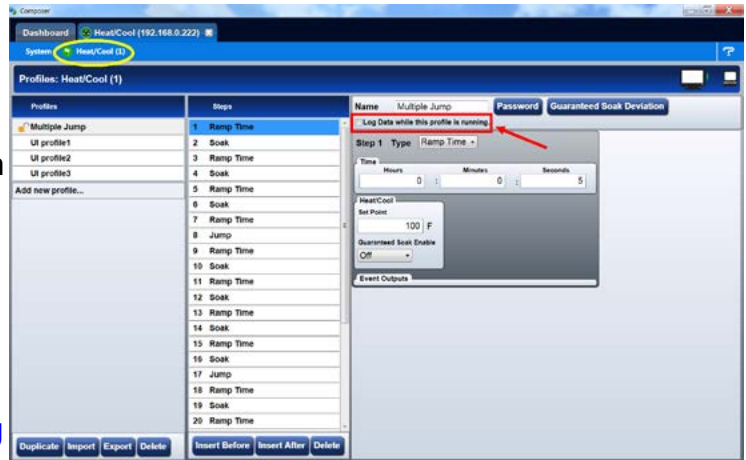 Composer
Dashboard Heat/Cool (192.168.0.222)
System Heat/Cool (1) ?
Profiles: Heat/Cool (1)
Profiles
Multiple Jump
UI profile1
UI profile2
UI profile3
Add new profile...
Duplicate Import Export Delete
Steps
1 Ramp Time
2 Soak
3 Ramp Time
4 Soak
5 Ramp Time
6 Soak
7 Ramp Time
8 Jump
9 Ramp Time
10 Soak
11 Ramp Time
12 Soak
13 Ramp Time
14 Soak
15 Ramp Time
16 Soak
17 Jump
18 Ramp Time
19 Soak
20 Ramp Time
Insert Before Insert After Delete
Name Multiple Jump Password Guaranteed Soak Deviation
Log Data while this profile is running.
Step 1 Type Ramp Time
Time
Hours Minutes Seconds
0 : 0 : 5
Heat/Cool
Set Point
100 F
Guaranteed Soak Enable
Off
Event Outputs